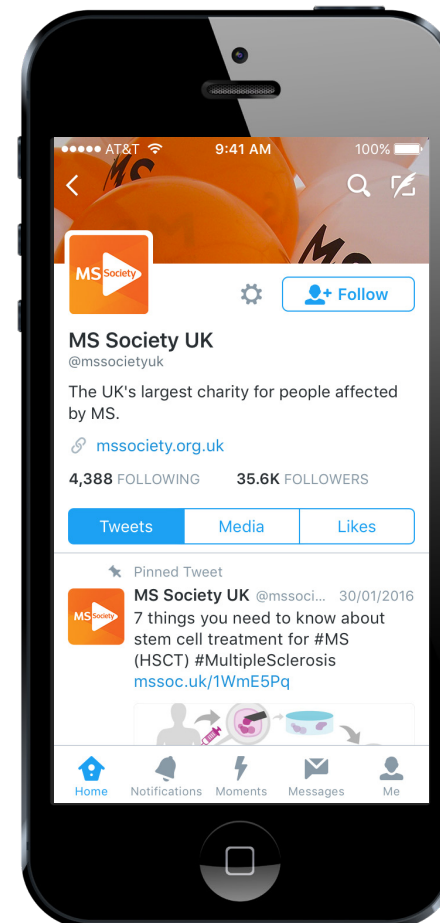 AT&T 9:41 AM 100%
MS
MS
MS Society
Follow
MS Society UK
@mssocietyuk
The UK's largest charity for people affected
by MS.
mssociety.org.uk
4,388 FOLLOWING 35.6K FOLLOWERS
Tweets Media Likes
Pinned Tweet
MS Society UK @mssoci... 30/01/2016
MS Society
7 things you need to know about
stem cell treatment for #MS
(HSCT) #MultipleSclerosis
mssoc.uk/1WmE5Pq
Home Notifications Moments Messages Me